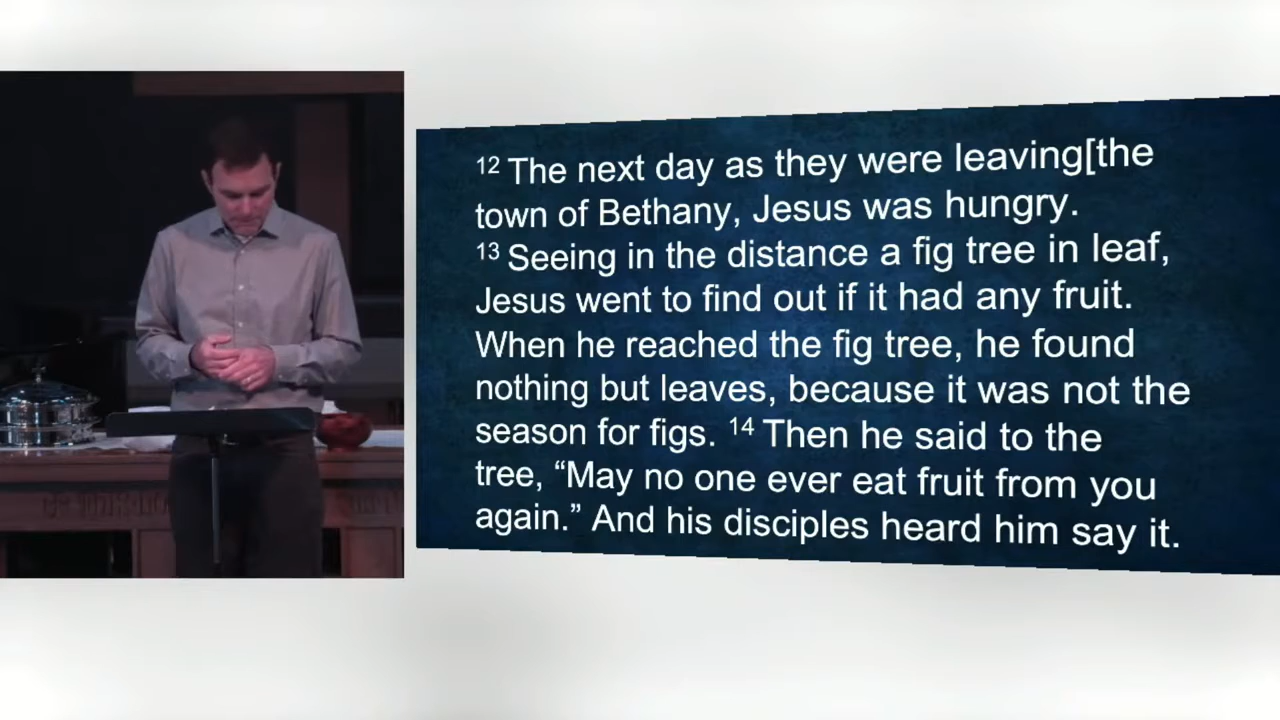 12 The next day as they were leaving[the
town of Bethany, Jesus was hungry.
13 Seeing in the distance a fig tree in leaf,
Jesus went to find out if it had any fruit.
When he reached the fig tree, he found
nothing but leaves, because it was not the
season for figs. 14 Then he said to the
tree, “May no one ever eat fruit from you
again.” And his disciples heard him say it.